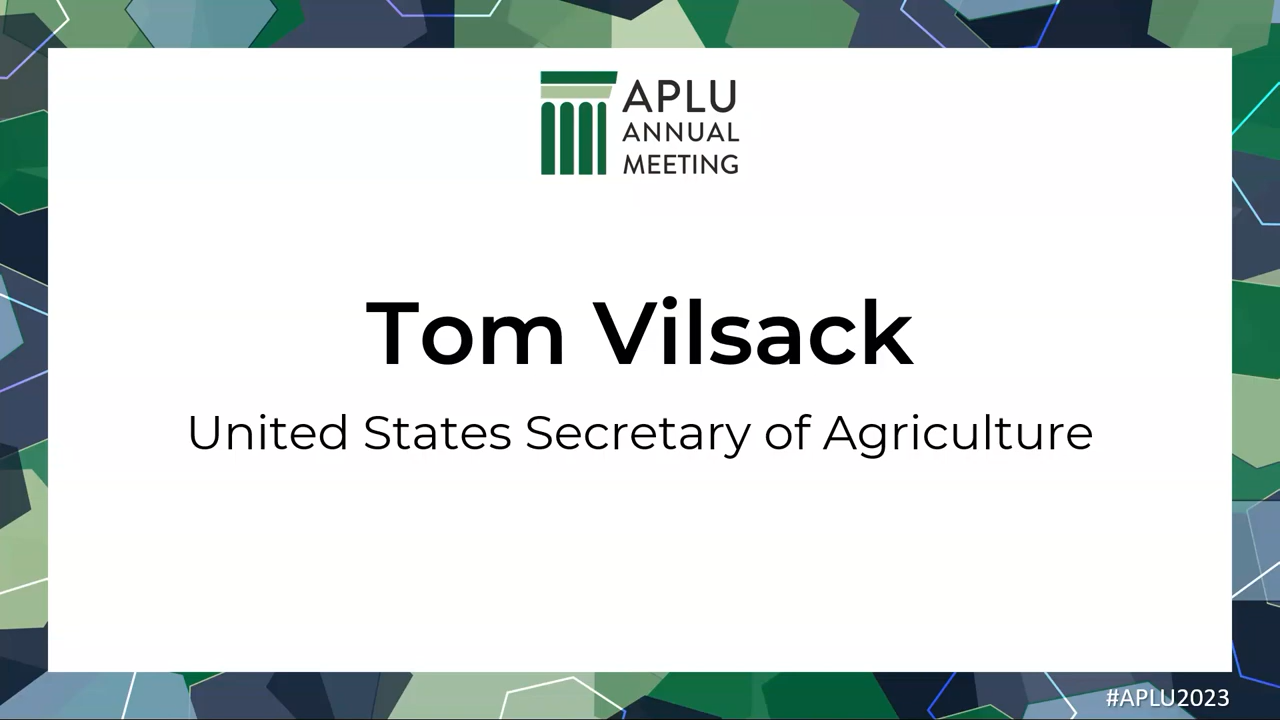 APLU
ANNUAL
MEETING
Tom Vilsack
United States Secretary of Agriculture
#APLU2023